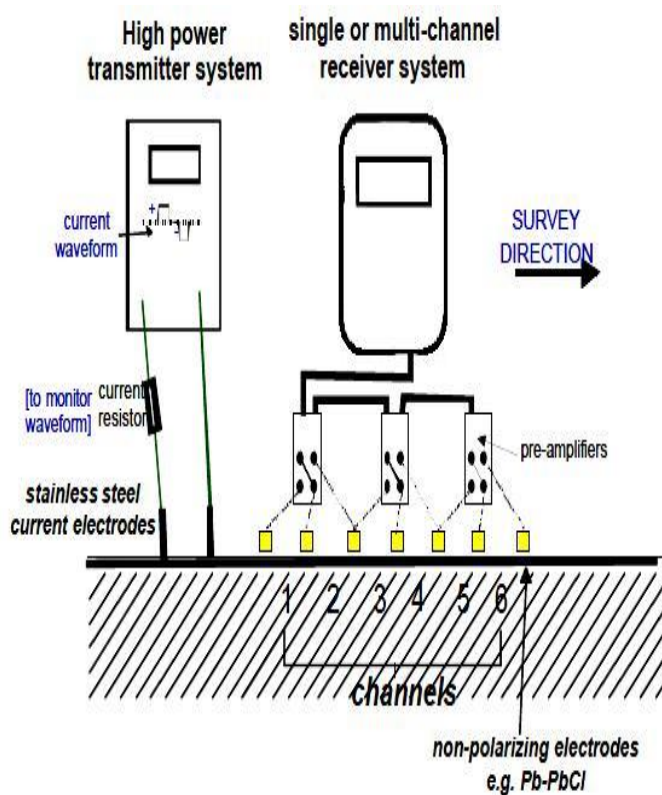 High power
transmitter system
single or multi-channel
receiver system
current
waveform
+
-
SURVEY
DIRECTION
[to monitor
waveform]
current
resistor
pre-amplifiers
stainless steel
current electrodes
1 2 3 4 5 6
channels
non-polarizing electrodes
e.g. Pb-PbCl